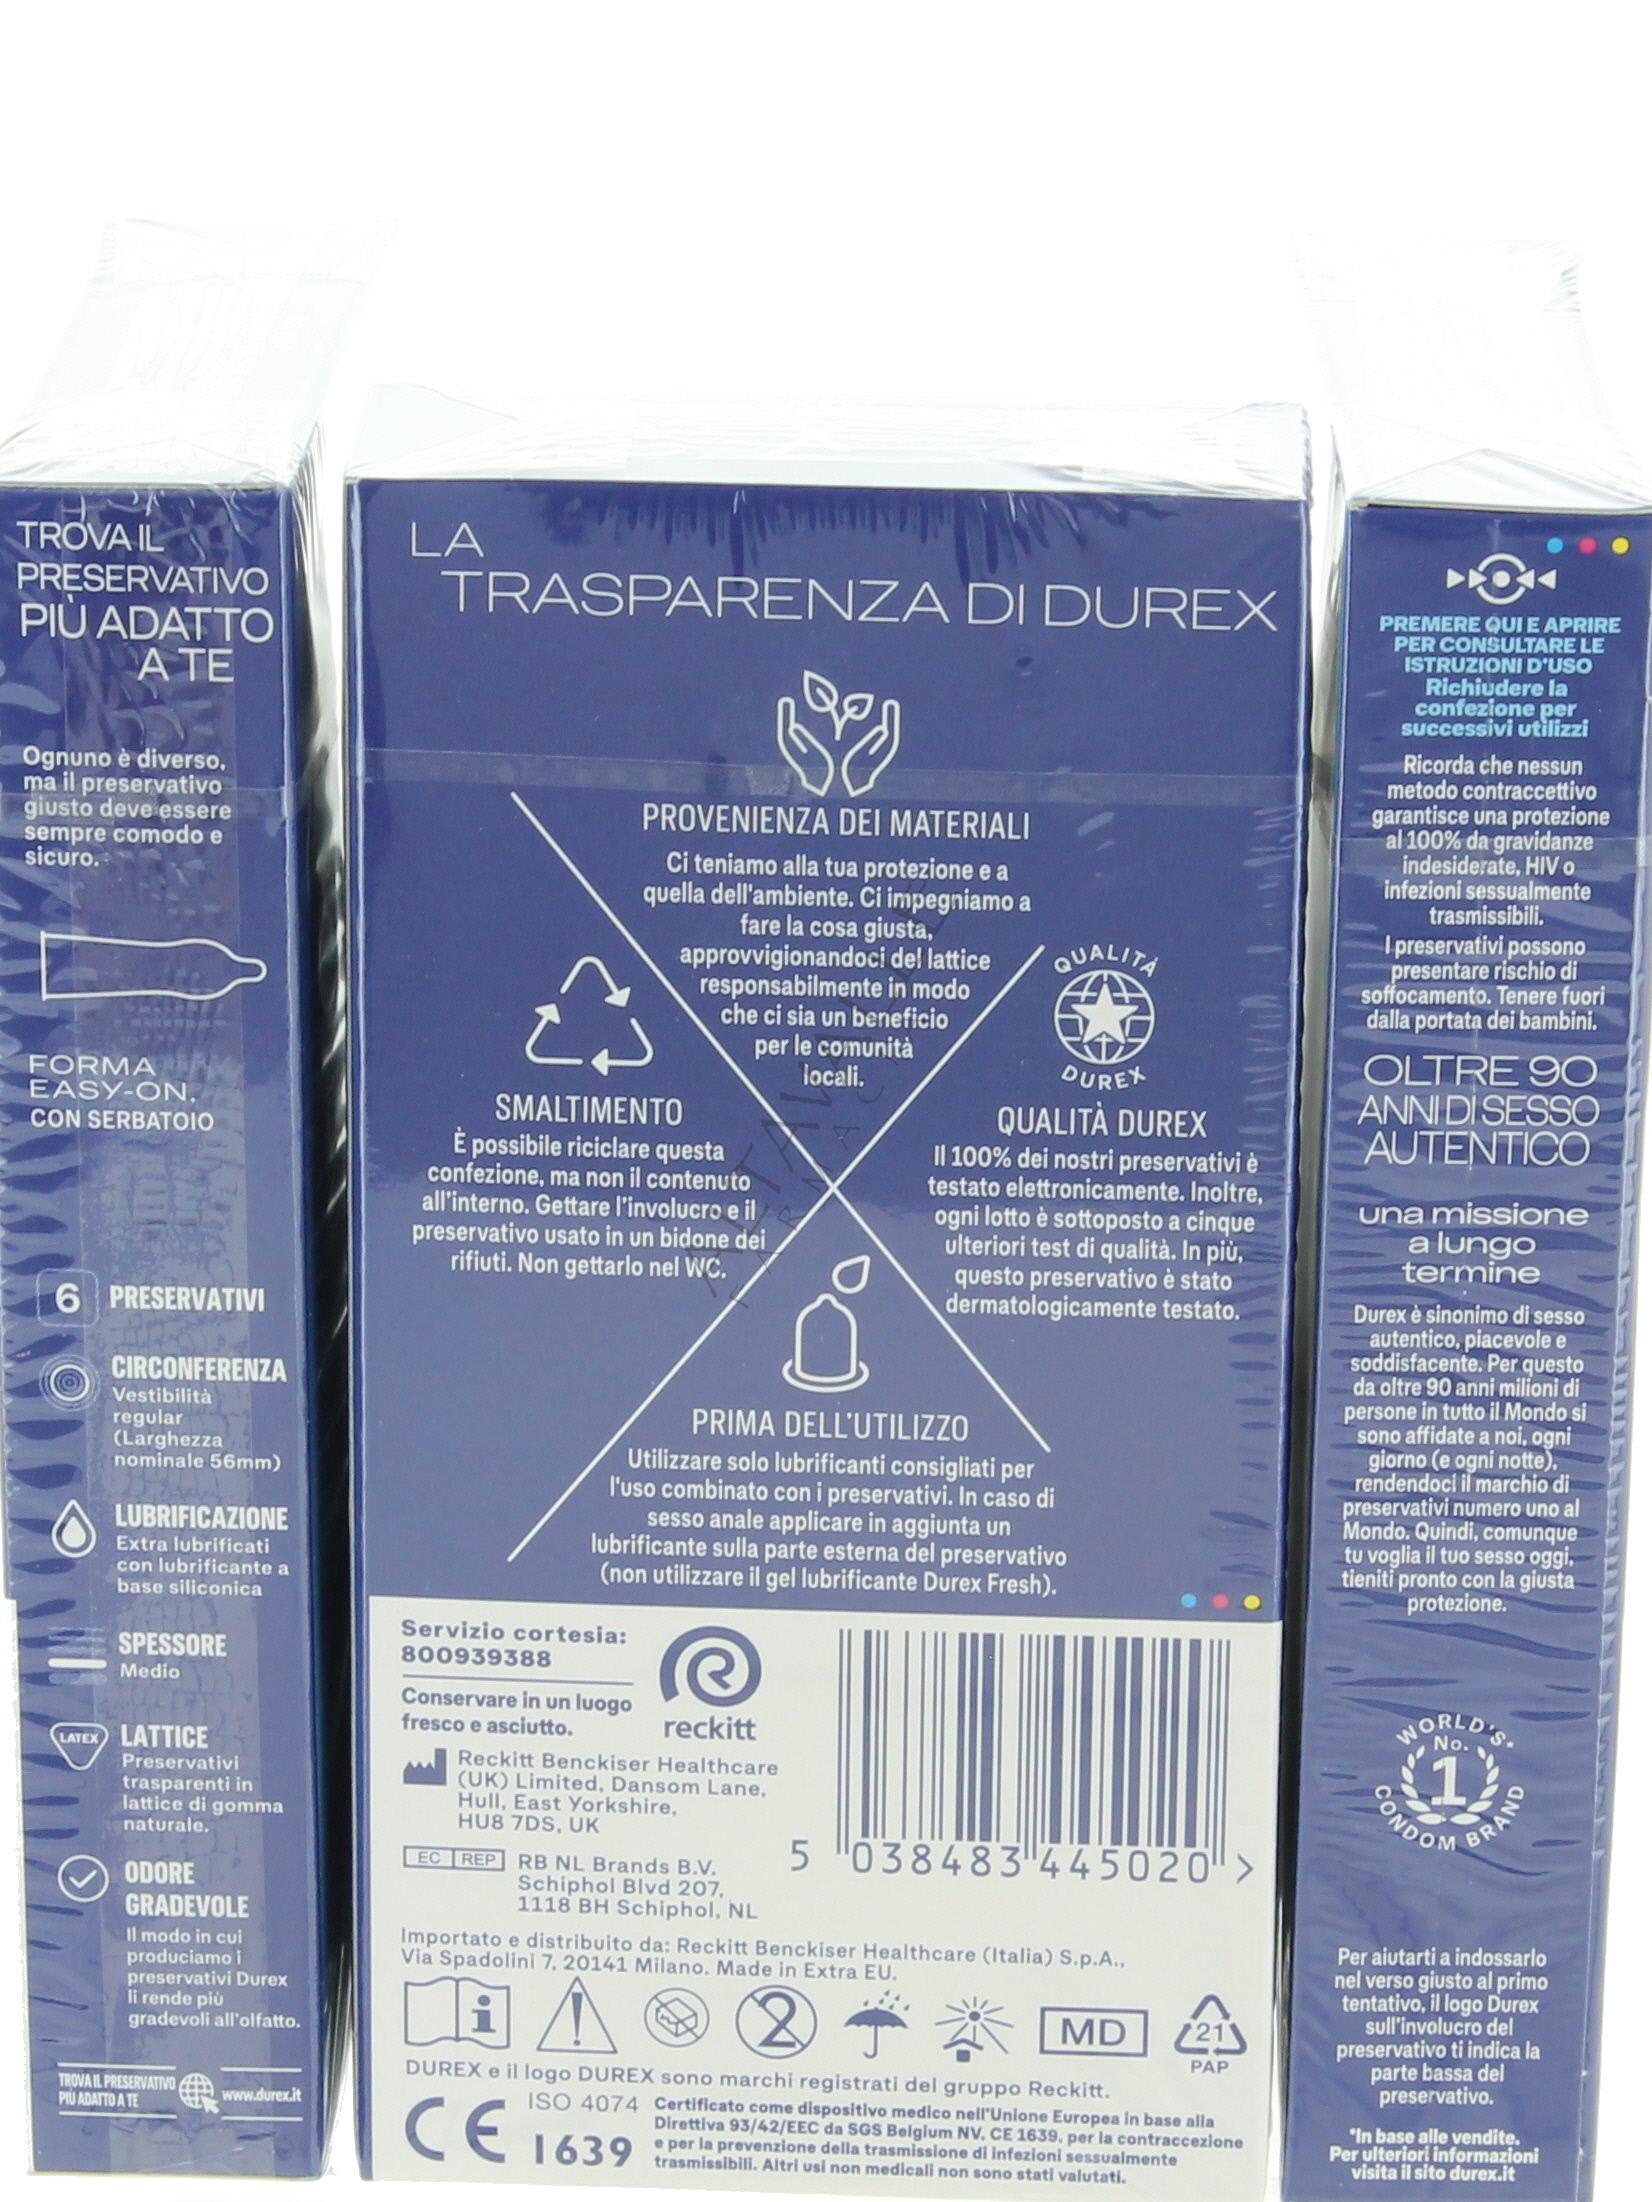 TROVA IL
PRESERVATIVO
PIÙ ADATTO
A TE
Ognuno è diverso,
ma il preservativo
giusto deve essere
sempre comodo e
sicuro.
FORMA
EASY-ON.
CON SERBATOIO
6 PRESERVATIVI
CIRCONFERENZA
Vestibilità
regular
(Larghezza
nominale 56mm)
LUBRIFICAZIONE
Extra lubrificati
con lubrificante a
base siliconica
SPESSORE
Medio
LATEX
LATTICE
Preservativi
trasparenti in
lattice di gomma
naturale.
ODORE
GRADEVOLE
Il modo in cui
produciamo i
preservativi Durex
li rende più
gradevoli all'olfatto.
TROVA IL PRESERVATIVO
PIÙ ADATTO A TE
www.durex.it
LA
TRASPARENZA DI DUREX
PROVENIENZA DEI MATERIALI
Ci teniamo alla tua protezione e a
quella dell'ambiente. Ci impegniamo a
fare la cosa giusta,
approvvigionandoci del lattice
responsabilmente in modo
che ci sia un beneficio
per le comunità
locali.
SMALTIMENTO
È possibile riciclare questa
confezione, ma non il contenuto
all'interno. Gettare l'involucro e il
preservativo usato in un bidone dei
rifiuti. Non gettarlo nel WC.
QUALITÀ
DUREX
QUALITÀ DUREX
Il 100% dei nostri preservativi è
testato elettronicamente. Inoltre,
ogni lotto è sottoposto a cinque
ulteriori test di qualità. In più,
questo preservativo è stato
dermatologicamente testato.
ALTAVALLE
FARMACIE
PRIMA DELL'UTILIZZO
Utilizzare solo lubrificanti consigliati per
l'uso combinato con i preservativi. In caso di
sesso anale applicare in aggiunta un
lubrificante sulla parte esterna del preservativo
(non utilizzare il gel lubrificante Durex Fresh).
Servizio cortesia:
800939388
Conservare in un luogo
fresco e asciutto.
reckitt
Reckitt Benckiser Healthcare
(UK) Limited, Dansom Lane,
Hull, East Yorkshire,
HU8 7DS, UK
EC REP
RB NL Brands B.V.
Schiphol Blvd 207,
1118 BH Schiphol, NL
5 038483 445020 >
Importato e distribuito da: Reckitt Benckiser Healthcare (Italia) S.p.A.,
Via Spadolini 7, 20141 Milano. Made in Extra EU.
i
2
MD
21
PAP
DUREX e il logo DUREX sono marchi registrati del gruppo Reckitt.
CE 1639
ISO 4074
Certificato come dispositivo medico nell'Unione Europea in base alla
Direttiva 93/42/EEC da SGS Belgium NV, CE 1639, per la contraccezione
e per la prevenzione della trasmissione di infezioni sessualmente
trasmissibili. Altri usi non medicali non sono stati valutati.
PREMERE QUI E APRIRE
PER CONSULTARE LE
ISTRUZIONI D'USO
Richiudere la
confezione per
successivi utilizzi
Ricorda che nessun
metodo contraccettivo
garantisce una protezione
al 100% da gravidanze
indesiderate, HIV o
infezioni sessualmente
trasmissibili.
I preservativi possono
presentare rischio di
soffocamento. Tenere fuori
dalla portata dei bambini.
OLTRE 90
ANNI DI SESSO
AUTENTICO
una missione
a lungo
termine
Durex è sinonimo di sesso
autentico, piacevole e
soddisfacente. Per questo
da oltre 90 anni milioni di
persone in tutto il Mondo si
sono affidate a noi, ogni
giorno (e ogni notte),
rendendoci il marchio di
preservativi numero uno al
Mondo. Quindi, comunque
tu voglia il tuo sesso oggi,
tieniti pronto con la giusta
protezione.
WORLD'S*
No.
1
CONDOM BRAND
Per aiutarti a indossarlo
nel verso giusto al primo
tentativo, il logo Durex
sull'involucro del
preservativo ti indica la
parte bassa del
preservativo.
*In base alle vendite.
Per ulteriori informazioni
visita il sito durex.it